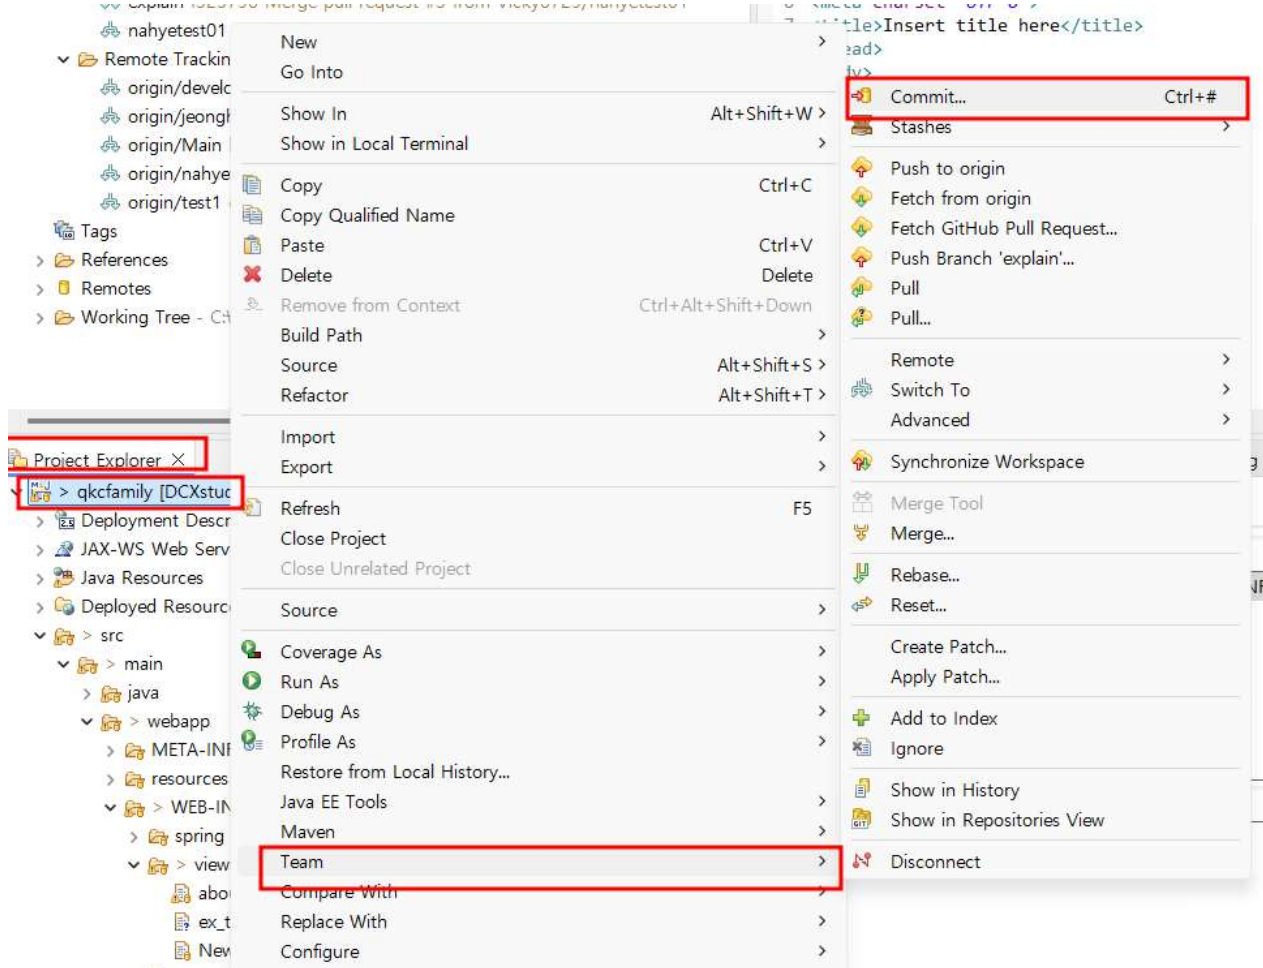 nahyetest01
Remote Trackin
origin/develo
origin/jeongh
origin/Main
origin/nahye
origin/test1
Tags
References
Remotes
Working Tree - C:\
Project Explorer
> qkcfamily [DCXstud
Deployment Descr
JAX-WS Web Serv
Java Resources
Deployed Resourc
> src
> main
java
> webapp
META-INF
resources
> WEB-IN
spring
> view
abo
ex_t
New
New
Go Into
Show In Alt+Shift+W
Show in Local Terminal
Copy Ctrl+C
Copy Qualified Name
Paste Ctrl+V
Delete Delete
Remove from Context Ctrl+Alt+Shift+Down
Build Path
Source Alt+Shift+S
Refactor Alt+Shift+T
Import
Export
Refresh F5
Close Project
Close Unrelated Project
Source
Coverage As
Run As
Debug As
Profile As
Restore from Local History...
Java EE Tools
Maven
Team
Compare With
Replace With
Configure
7 <title>Insert title here</title>
ead>
Commit... Ctrl+#
Stashes
Push to origin
Fetch from origin
Fetch GitHub Pull Request...
Push Branch 'explain'...
Pull
Pull...
Remote
Switch To
Advanced
Synchronize Workspace
Merge Tool
Merge...
Rebase...
Reset...
Create Patch...
Apply Patch...
Add to Index
Ignore
Show in History
Show in Repositories View
Disconnect